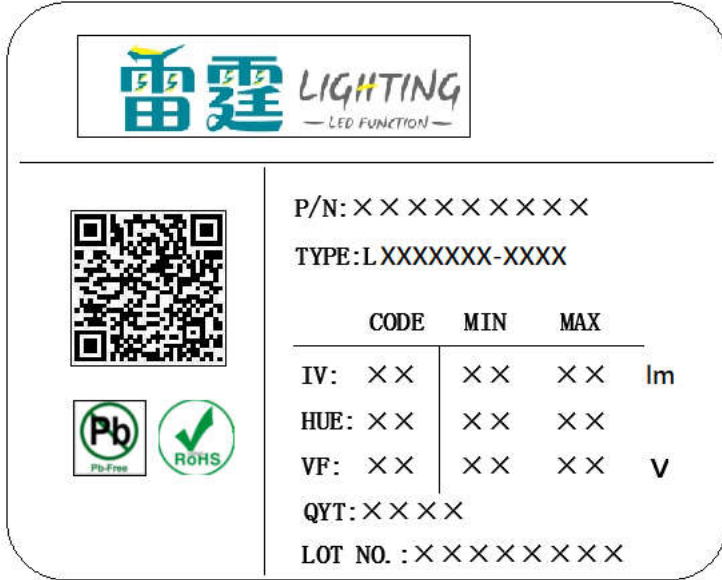 雷霆 LIGHTING
LED FUNCTION
P/N:×××××××××
TYPE:LXXXXXXX-XXXX
CODE MIN MAX
IV: ×× ×× ×× lm
HUE: ×× ×× ××
VF: ×× ×× ×× V
QYT:××××
LOT NO.:××××××××
Pb
Pb-Free
RoHS